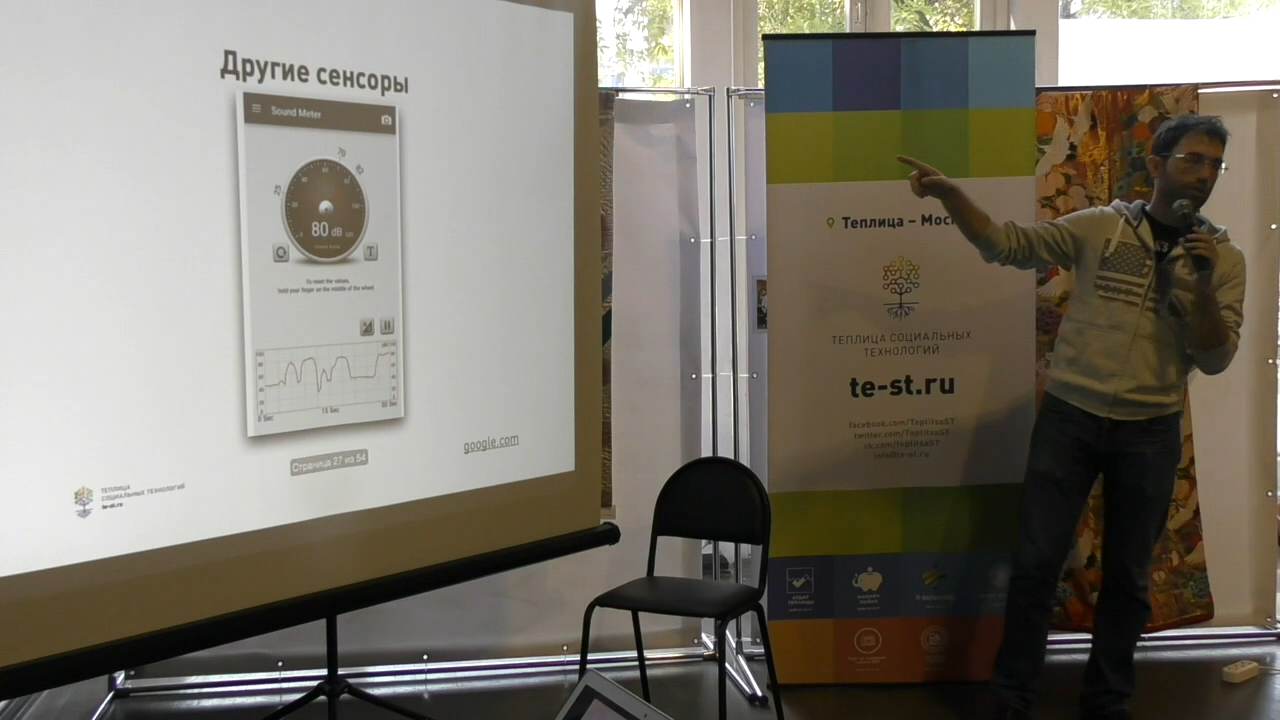 Другие сенсоры
Sound Meter
80 dB
To reset the values,
hold your finger on the middle of the wheel.
0 Sec
15 Sec
google.com
Страница 27 из 54
ТЕПЛИЦА
СОЦИАЛЬНЫХ ТЕХНОЛОГИЙ
te-st.ru
Теплица – Мос
ТЕПЛИЦА СОЦИАЛЬНЫХ
ТЕХНОЛОГИЙ
te-st.ru
facebook.com/TeplitsaST
twitter.com/TeplitsaST
vk.com/teplitsaST
info@te-st.ru